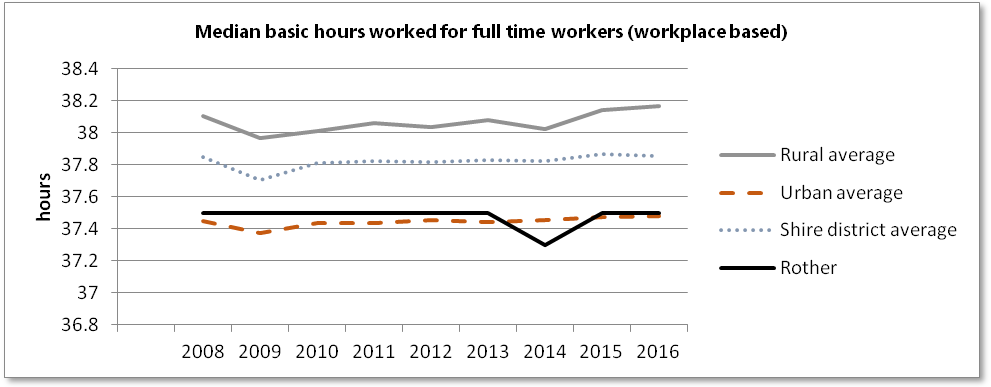 Median basic hours worked for full time workers (workplace based)
38.4
38.2
38
37.8
37.6
37.4
37.2
37
36.8
hours
2008 2009 2010 2011 2012 2013 2014 2015 2016
Rural average
Urban average
Shire district average
Rother